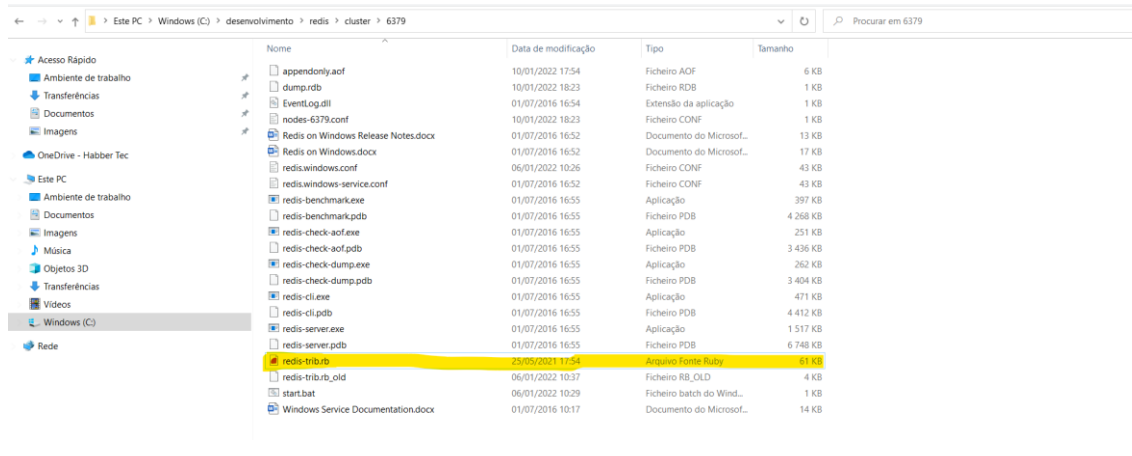 Este PC > Windows (C:) > desenvolvimento > redis > cluster > 6379
Procurar em 6379
Nome Data de modificação Tipo Tamanho
Acesso Rápido
Ambiente de trabalho
Transferências
Documentos
Imagens
OneDrive - Habber Tec
Este PC
Ambiente de trabalho
Documentos
Imagens
Música
Objetos 3D
Transferências
Vídeos
Windows (C:)
Rede
appendonly.aof 10/01/2022 17:54 Ficheiro AOF 6 KB
dump.rdb 10/01/2022 18:23 Ficheiro RDB 1 KB
EventLog.dll 01/07/2016 16:54 Extensão da aplicação 1 KB
nodes-6379.conf 10/01/2022 18:23 Ficheiro CONF 1 KB
Redis on Windows Release Notes.docx 01/07/2016 16:52 Documento do Microsof... 13 KB
Redis on Windows.docx 01/07/2016 16:52 Documento do Microsof... 17 KB
redis.windows.conf 06/01/2022 10:26 Ficheiro CONF 43 KB
redis.windows-service.conf 01/07/2016 16:52 Ficheiro CONF 43 KB
redis-benchmark.exe 01/07/2016 16:55 Aplicação 397 KB
redis-benchmark.pdb 01/07/2016 16:55 Ficheiro PDB 4 268 KB
redis-check-aof.exe 01/07/2016 16:55 Aplicação 251 KB
redis-check-aof.pdb 01/07/2016 16:55 Ficheiro PDB 3 436 KB
redis-check-dump.exe 01/07/2016 16:55 Aplicação 262 KB
redis-check-dump.pdb 01/07/2016 16:55 Ficheiro PDB 3 404 KB
redis-cli.exe 01/07/2016 16:55 Aplicação 471 KB
redis-cli.pdb 01/07/2016 16:55 Ficheiro PDB 4 412 KB
redis-server.exe 01/07/2016 16:55 Aplicação 1 517 KB
redis-server.pdb 01/07/2016 16:55 Ficheiro PDB 6 748 KB
redis-trib.rb 25/05/2021 17:54 Arquivo Fonte Ruby 61 KB
redis-trib.rb_old 06/01/2022 10:37 Ficheiro RB_OLD 4 KB
start.bat 06/01/2022 10:29 Ficheiro batch do Wind... 1 KB
Windows Service Documentation.docx 01/07/2016 10:17 Documento do Microsof... 14 KB